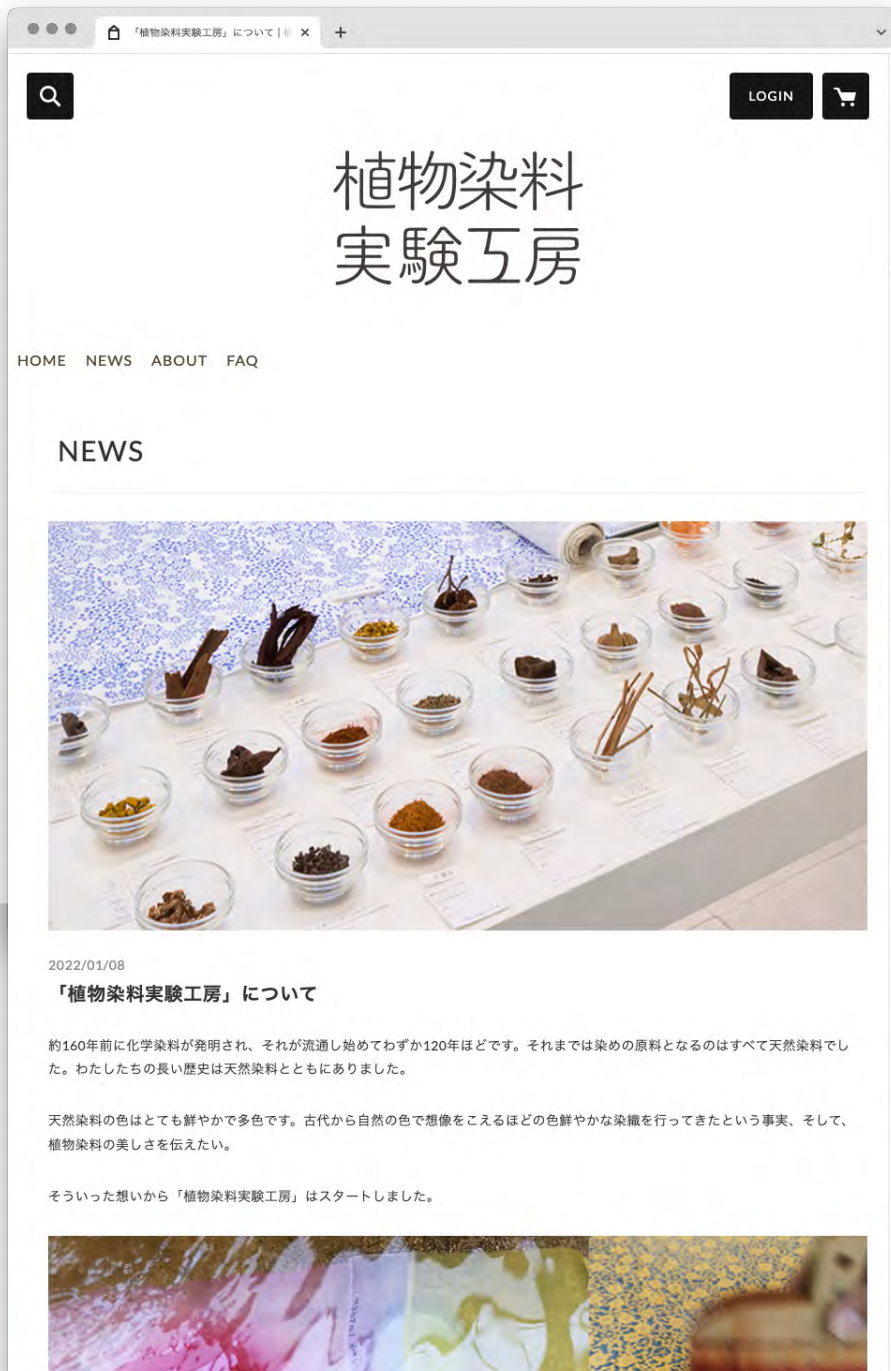 「植物染料実験工房」について |
LOGIN
植物染料
実験工房
HOME NEWS ABOUT FAQ
NEWS
2022/01/08
「植物染料実験工房」について
約160年前に化学染料が発明され、それが流通し始めてわずか120年ほどです。それまでは染めの原料となるのはすべて天然染料でし
た。わたしたちの長い歴史は天然染料とともにありました。
天然染料の色はとても鮮やかで多色です。古代から自然の色で想像をこえるほどの色鮮やかな染織を行ってきたという事実、そして、
植物染料の美しさを伝えたい。
そういった想いから「植物染料実験工房」はスタートしました。